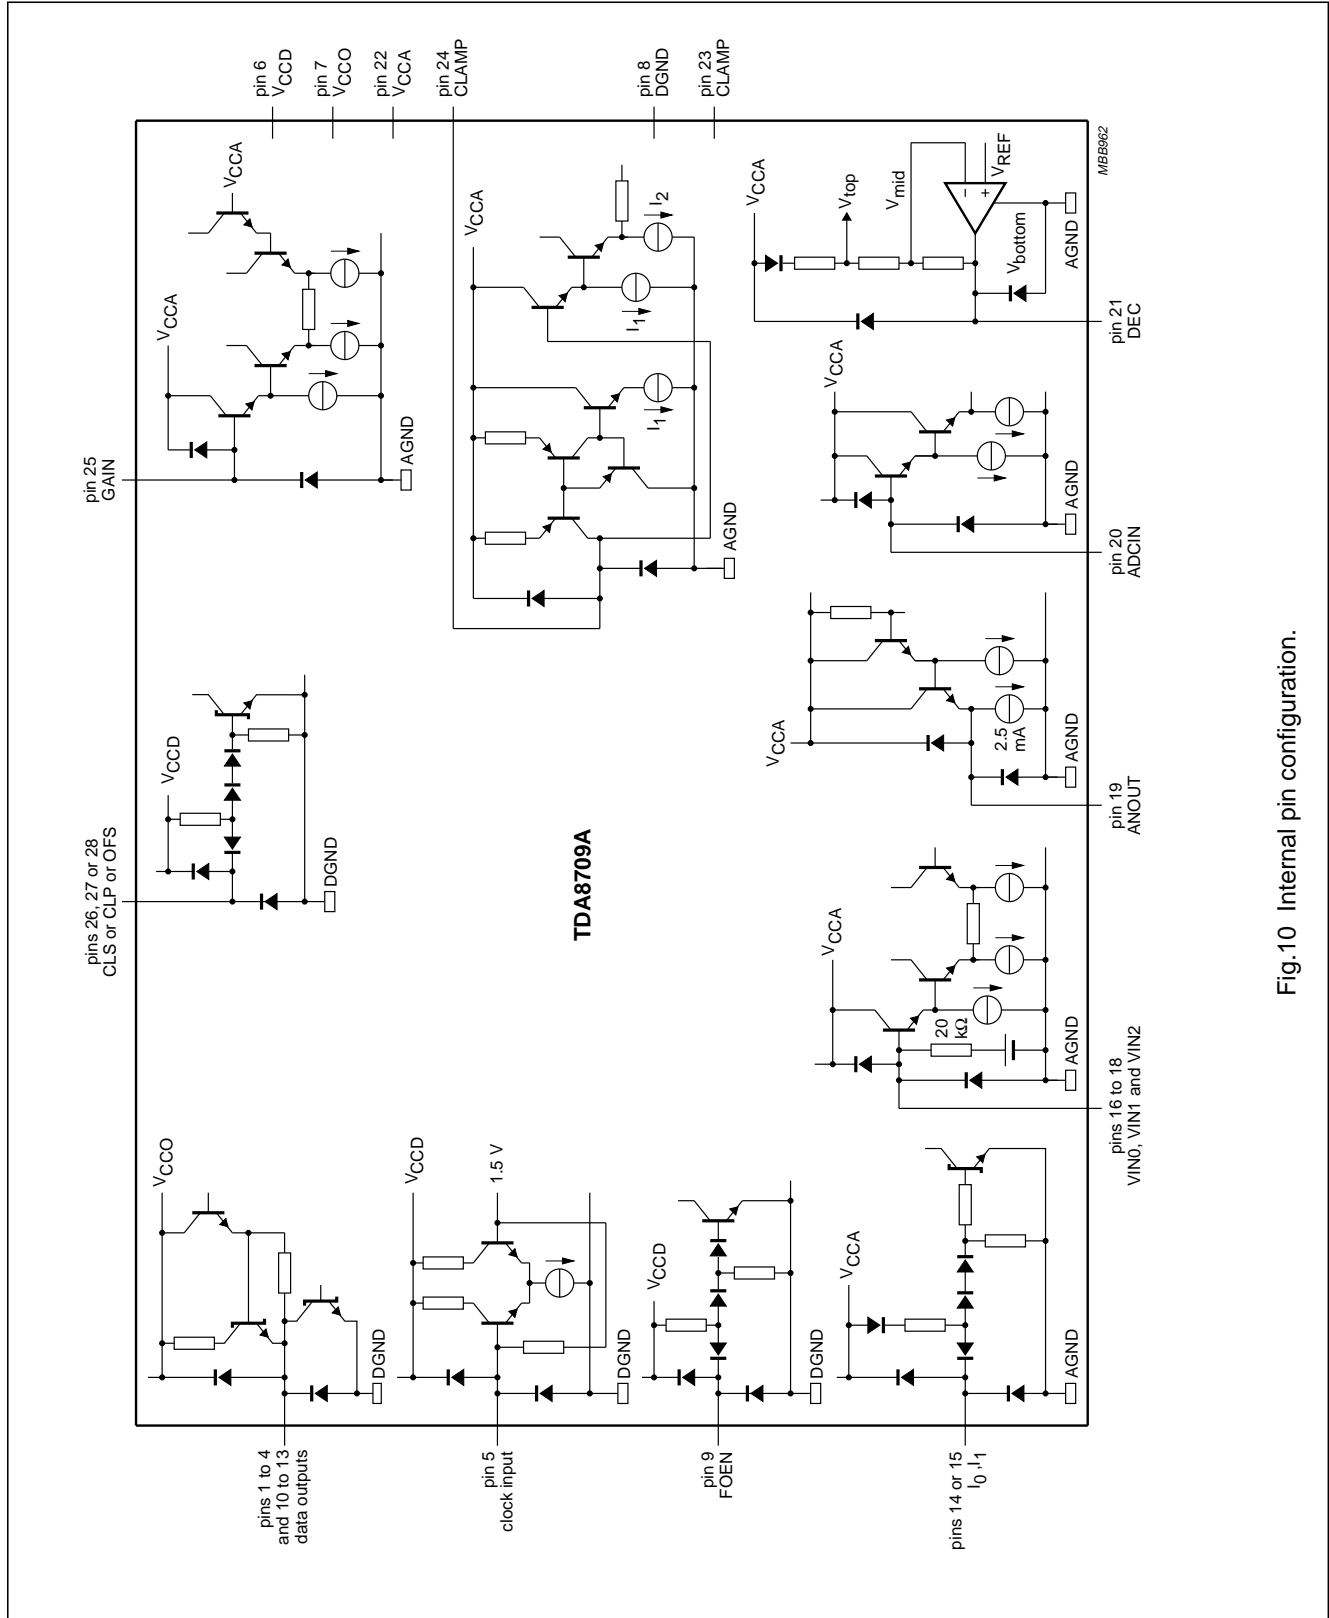 pin 6
VCCD
pin 7
VCCO
pin 22
VCCA
pin 24
CLAMP
pin 8
DGND
pin 23
CLAMP
pin 25
GAIN
VCCA
VCCA
AGND
VCCA
I1
I1
I2
AGND
pins 26, 27 or 28
CLS or CLP or OFS
VCCD
DGND
TDA8709A
MBB962
VCCA
Vtop
Vmid
VREF
Vbottom
AGND
pin 21
DEC
VCCA
AGND
pin 20
ADCIN
VCCA
2.5
mA
AGND
pin 19
ANOUT
VCCA
20
kΩ
AGND
pins 16 to 18
VIN0, VIN1 and VIN2
VCCO
DGND
pins 1 to 4
and 10 to 13
data outputs
VCCD
1.5 V
DGND
pin 5
clock input
VCCD
DGND
pin 9
FOEN
VCCA
AGND
pins 14 or 15
I0 ,I1
Fig.10 Internal pin configuration.